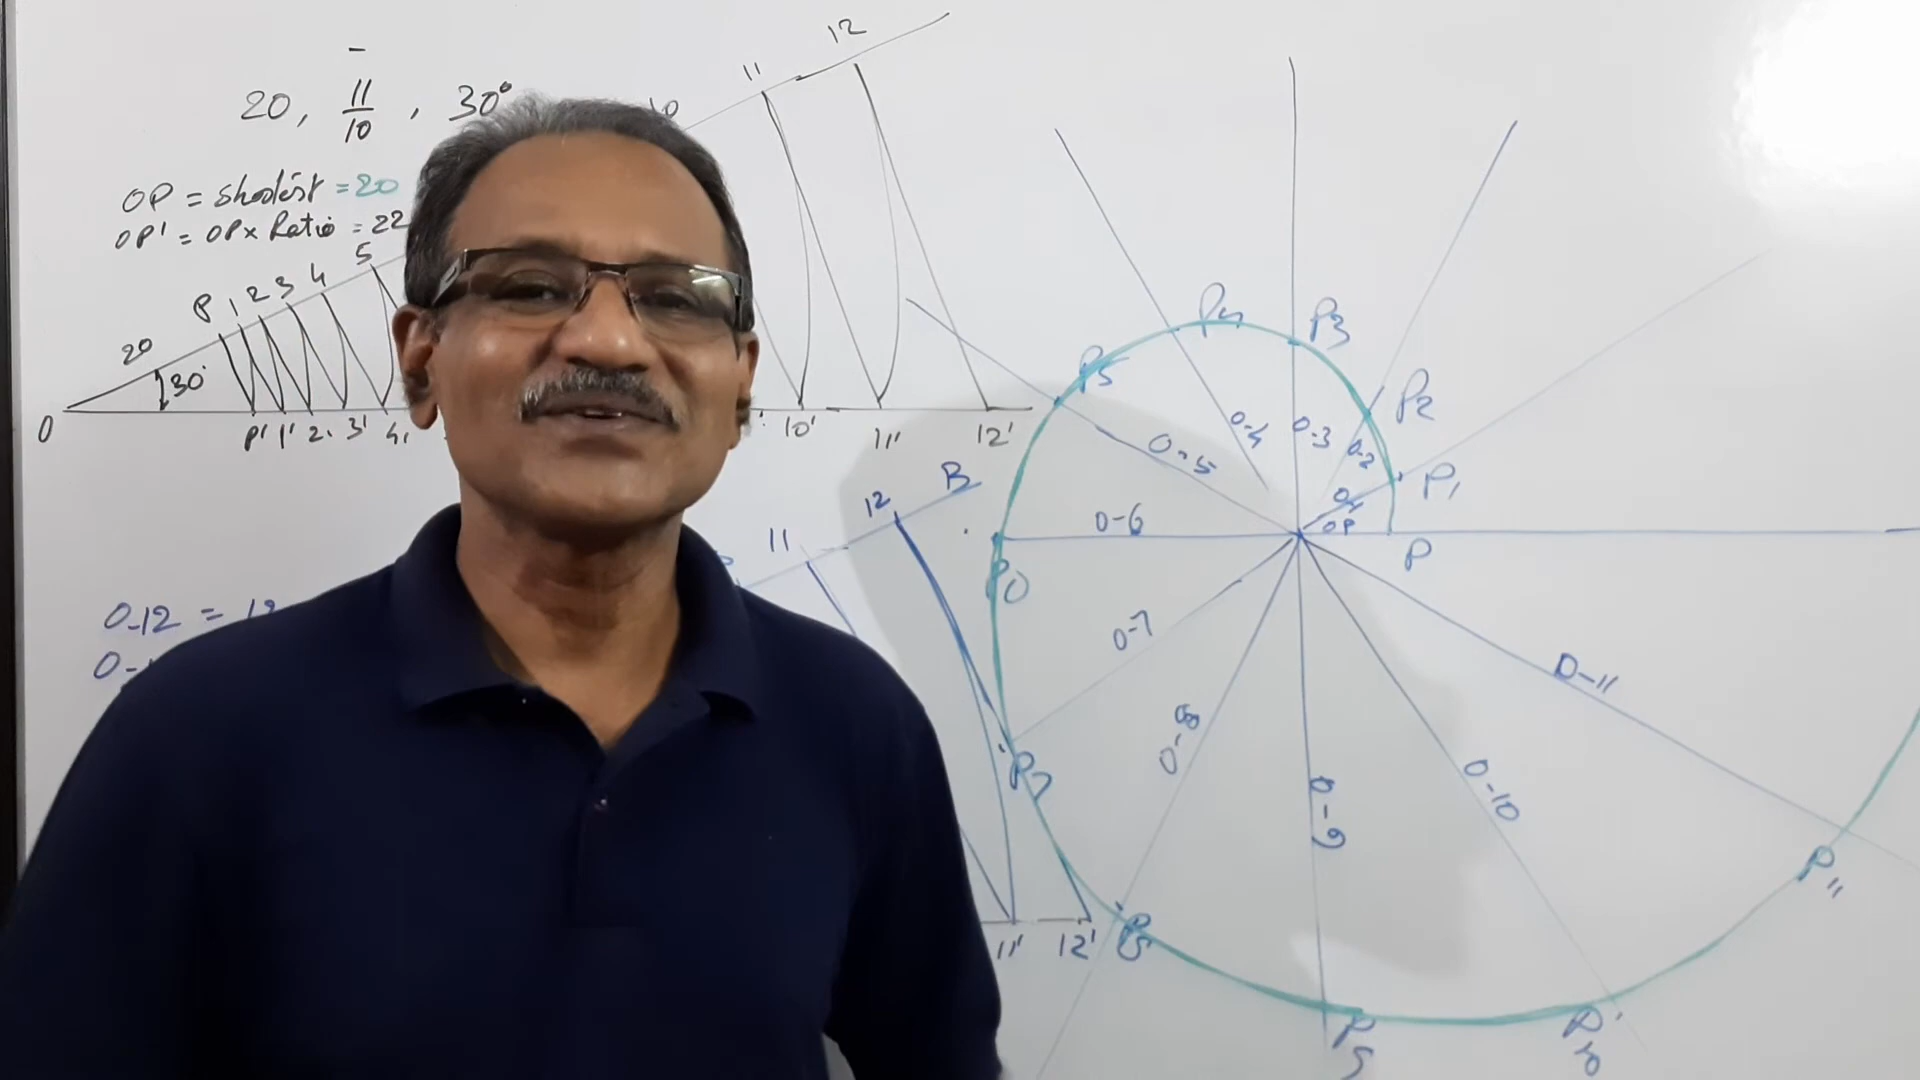 20, 11/10, 30°
OP = Shortest = 20
OP' = OP x Ratio = 22
20
30°
0
P 1 2 3 4 5
11 12
P' 1' 2' 3' 4'
10' 11' 12'
0-12 =
11 12 B
11' 12'
P
P1
P2
P3
P4
P5
P7
P8
P9
P10
P11
OP
0-2
0-3
0-4
0-5
0-6
0-7
0-8
0-9
0-10
0-11